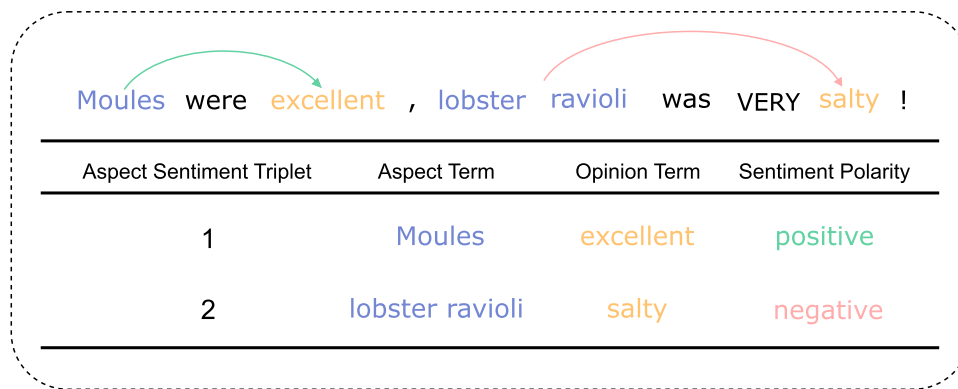 Moules were excellent , lobster ravioli was VERY salty !
Aspect Sentiment Triplet Aspect Term Opinion Term Sentiment Polarity
1 Moules excellent positive
2 lobster ravioli salty negative